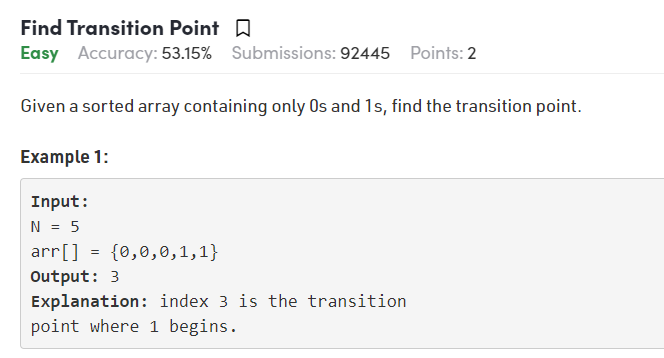 Find Transition Point
Easy Accuracy: 53.15% Submissions: 92445 Points: 2
Given a sorted array containing only 0s and 1s, find the transition point.
Example 1:
Input:
N = 5
arr[] = {0,0,0,1,1}
Output: 3
Explanation: index 3 is the transition
point where 1 begins.